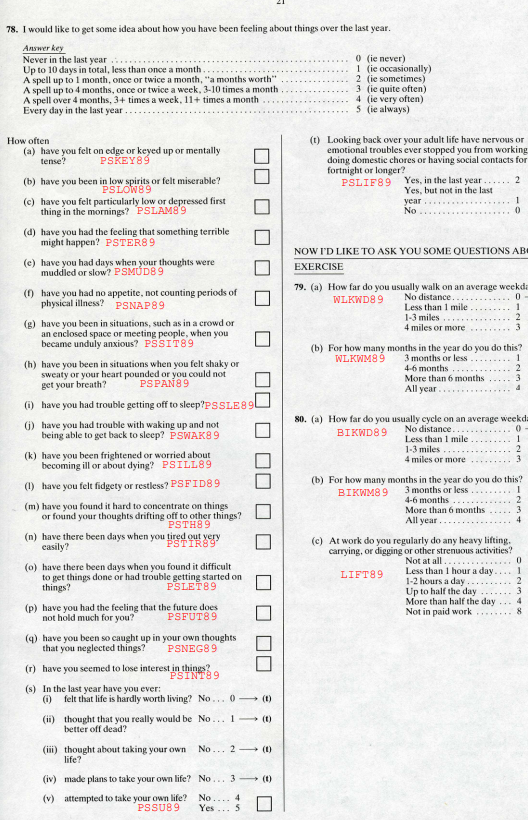 21
78. I would like to get some idea about how you have been feeling about things over the last year.
Answer key
Never in the last year .................................................. 0 (ie never)
Up to 10 days in total, less than once a month .............................. 1 (ie occasionally)
A spell up to 1 month, once or twice a month, “a months worth” ............... 2 (ie sometimes)
A spell up to 4 months, once or twice a week, 3-10 times a month .............. 3 (ie quite often)
A spell over 4 months, 3+ times a week, 11+ times a month ................... 4 (ie very often)
Every day in the last year ................................................ 5 (ie always)
How often
(a) have you felt on edge or keyed up or mentally
tense? PSKEY89
(b) have you been in low spirits or felt miserable?
PSLOW89
(c) have you felt particularly low or depressed first
thing in the mornings? PSLAM89
(d) have you had the feeling that something terrible
might happen? PSTER89
(e) have you had days when your thoughts were
muddled or slow? PSMUD89
(f) have you had no appetite, not counting periods of
physical illness? PSNAP89
(g) have you been in situations, such as in a crowd or
an enclosed space or meeting people, when you
became unduly anxious? PSSIT89
(h) have you been in situations when you felt shaky or
sweaty or your heart pounded or you could not
get your breath? PSPAN89
(i) have you had trouble getting off to sleep? PSSLE89
(j) have you had trouble with waking up and not
being able to get back to sleep? PSWAK89
(k) have you been frightened or worried about
becoming ill or about dying? PSILL89
(l) have you felt fidgety or restless? PSFID89
(m) have you found it hard to concentrate on things
or found your thoughts drifting off to other things?
PSTH89
(n) have there been days when you tired out very
easily? PSTIR89
(o) have there been days when you found it difficult
to get things done or had trouble getting started on
things? PSLET89
(p) have you had the feeling that the future does
not hold much for you? PSFUT89
(q) have you been so caught up in your own thoughts
that you neglected things? PSNEG89
(r) have you seemed to lose interest in things?
PSINT89
(s) In the last year have you ever:
(i) felt that life is hardly worth living? No... 0 ⟶ (t)
(ii) thought that you really would be No... 1 ⟶ (t)
better off dead?
(iii) thought about taking your own No... 2 ⟶ (t)
life?
(iv) made plans to take your own life? No... 3 ⟶ (t)
(v) attempted to take your own life? No.... 4
PSSU89 Yes ... 5
(t) Looking back over your adult life have nervous or
emotional troubles ever stopped you from working
doing domestic chores or having social contacts for
fortnight or longer?
PSLIF89 Yes, in the last year ...... 2
Yes, but not in the last
year .................. 1
No ................... 0
NOW I'D LIKE TO ASK YOU SOME QUESTIONS ABO
EXERCISE
79. (a) How far do you usually walk on an average weekda
WLKWD89 No distance............. 0
Less than 1 mile ......... 1
1-3 miles ............... 2
4 miles or more ......... 3
(b) For how many months in the year do you do this?
WLKWM89 3 months or less ......... 1
4-6 months ............. 2
More than 6 months ..... 3
All year ................ 4
80. (a) How far do you usually cycle on an average weekda
BIKWD89 No distance............. 0
Less than 1 mile ......... 1
1-3 miles ............... 2
4 miles or more ......... 3
(b) For how many months in the year do you do this?
BIKWM89 3 months or less ......... 1
4-6 months ............. 2
More than 6 months ..... 3
All year ................ 4
(c) At work do you regularly do any heavy lifting,
carrying, or digging or other strenuous activities?
Not at all ............... 0
LIFT89 Less than 1 hour a day.... 1
1-2 hours a day .......... 2
Up to half the day ....... 3
More than half the day ... 4
Not in paid work ........ 8